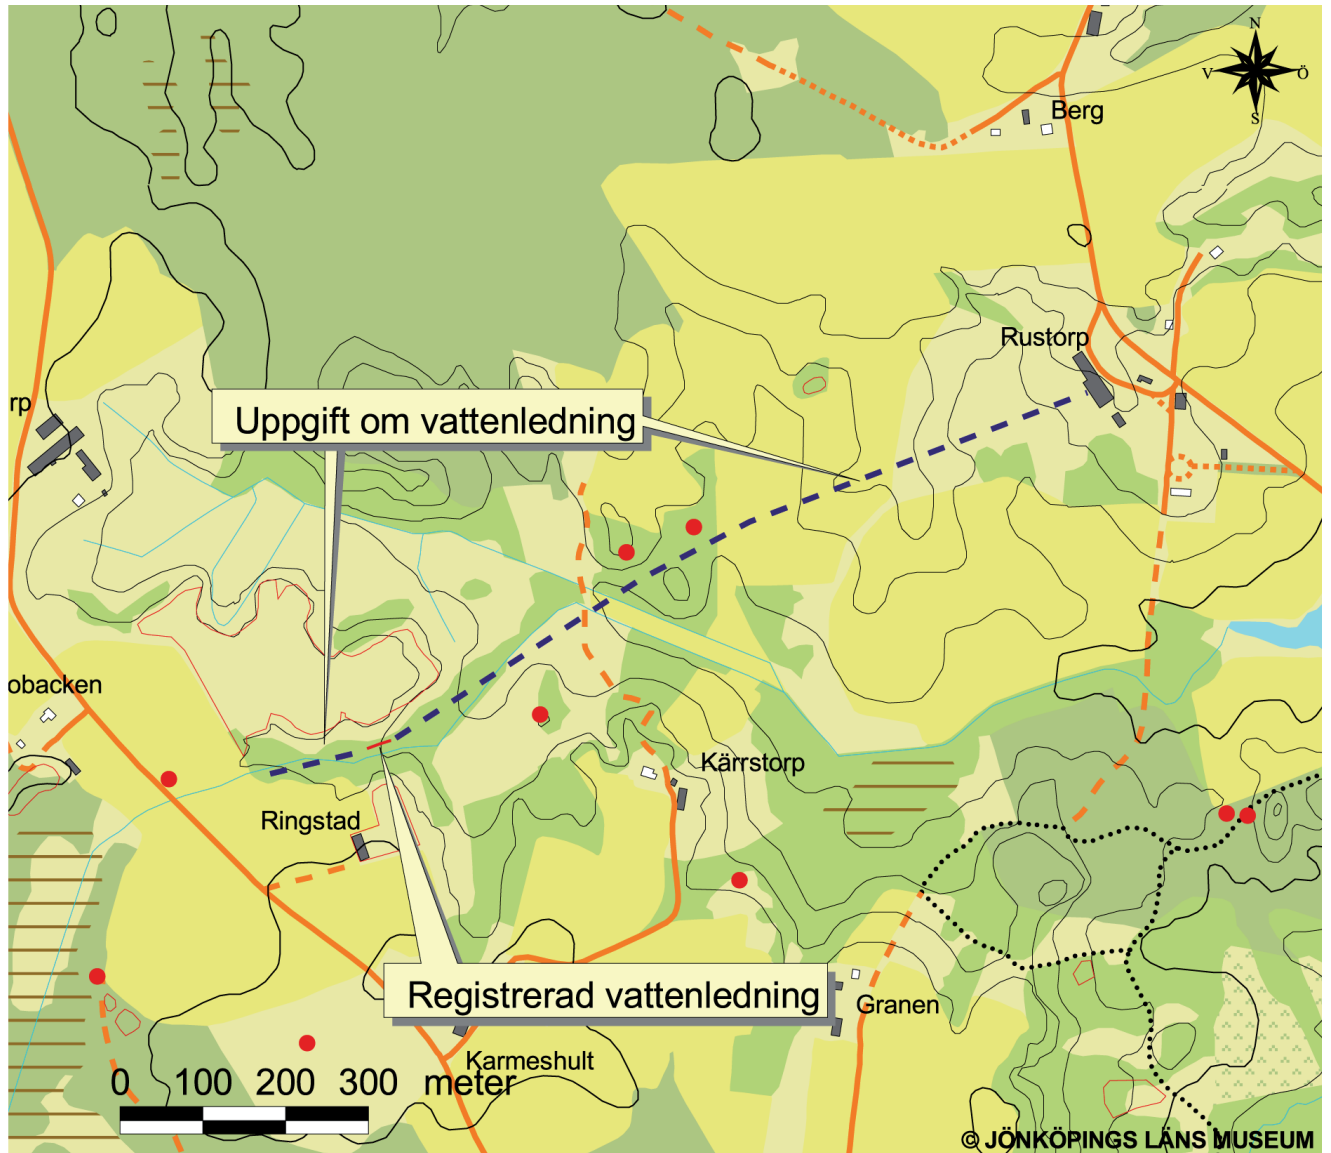 N
V Ö
S
Berg
Rustorp
rp
Uppgift om vattenledning
obacken
Kärrstorp
Ringstad
Registrerad vattenledning
Granen
Karmeshult
0 100 200 300 meter
© JÖNKÖPINGS LÄNS MUSEUM